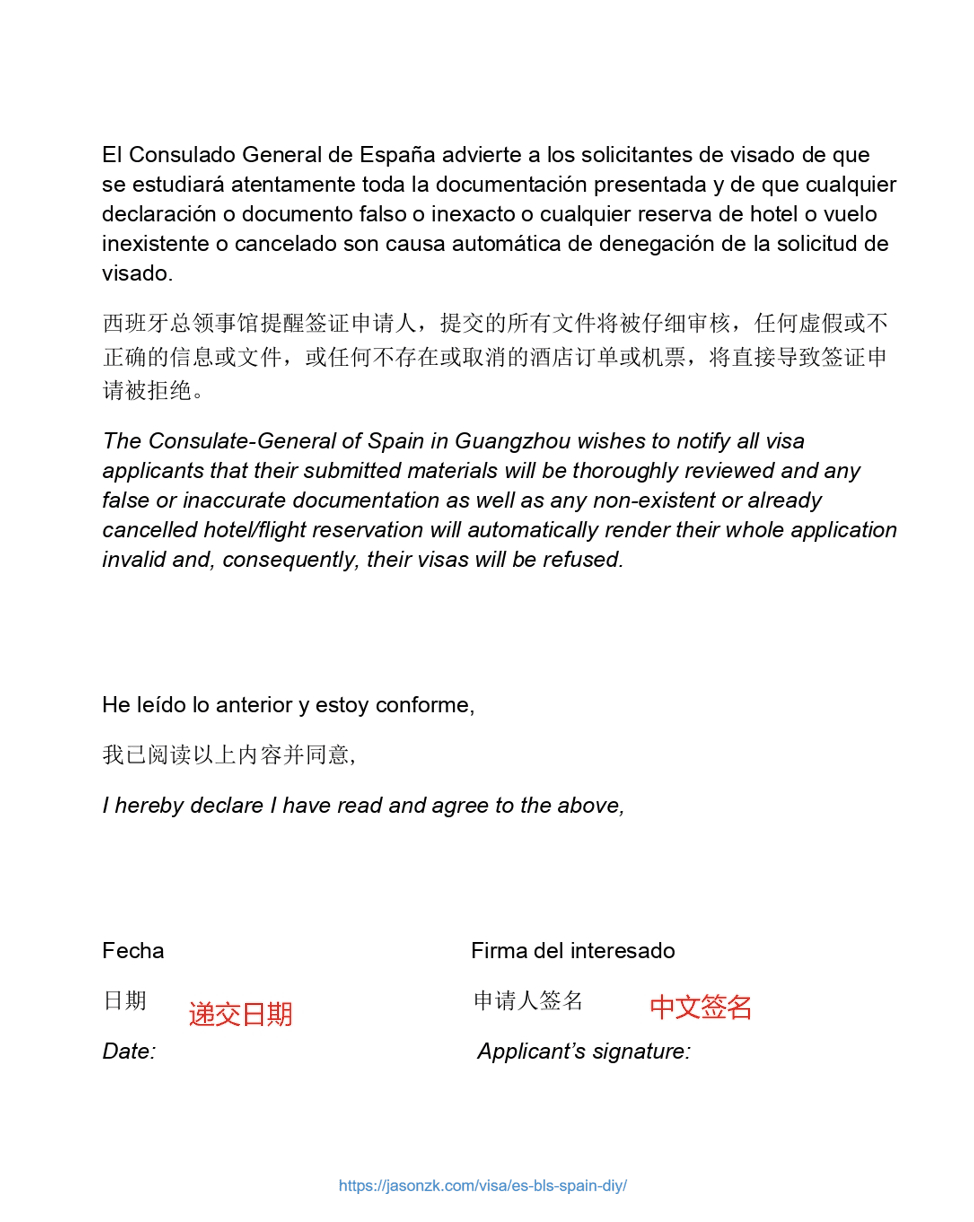 El Consulado General de España advierte a los solicitantes de visado de que
se estudiará atentamente toda la documentación presentada y de que cualquier
declaración o documento falso o inexacto o cualquier reserva de hotel o vuelo
inexistente o cancelado son causa automática de denegación de la solicitud de
visado.
西班牙总领事馆提醒签证申请人，提交的所有文件将被仔细审核，任何虚假或不
正确的信息或文件，或任何不存在或取消的酒店订单或机票，将直接导致签证申
请被拒绝。
The Consulate-General of Spain in Guangzhou wishes to notify all visa
applicants that their submitted materials will be thoroughly reviewed and any
false or inaccurate documentation as well as any non-existent or already
cancelled hotel/flight reservation will automatically render their whole application
invalid and, consequently, their visas will be refused.
He leído lo anterior y estoy conforme,
我已阅读以上内容并同意,
I hereby declare I have read and agree to the above,
Fecha Firma del interesado
日期 递交日期 申请人签名 中文签名
Date: Applicant’s signature:
https://jasonzk.com/visa/es-bls-spain-diy/